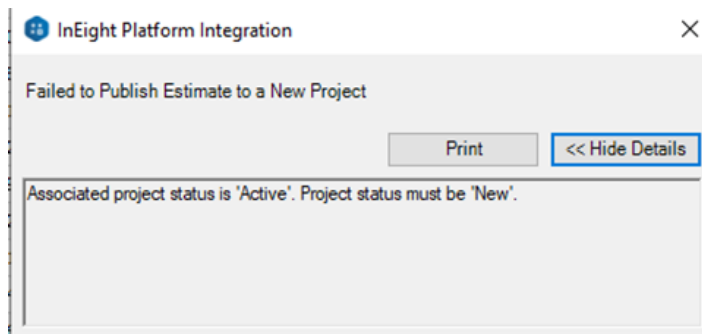 InEight Platform Integration
Failed to Publish Estimate to a New Project
Print
<< Hide Details
Associated project status is 'Active'. Project status must be 'New'.